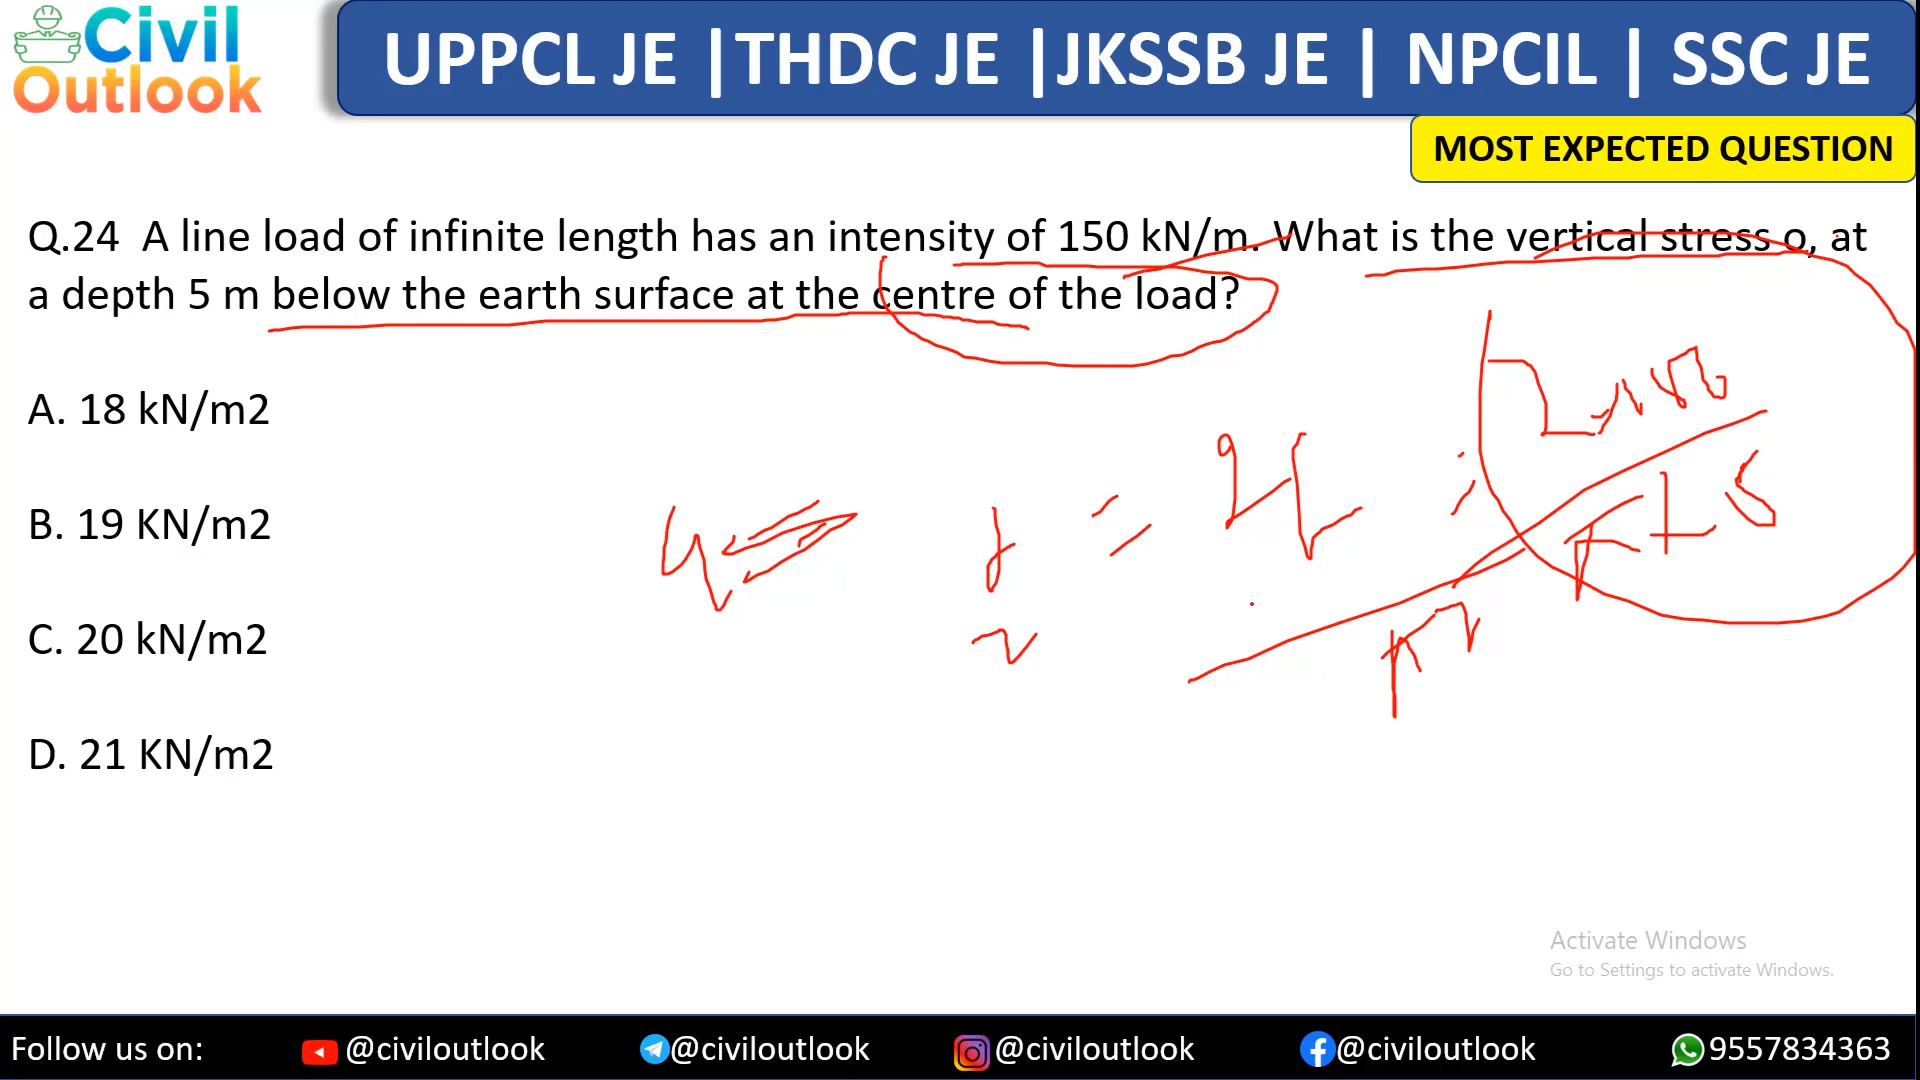 Civil
Outlook
UPPCL JE | THDC JE | JKSSB JE | NPCIL | SSC JE
MOST EXPECTED QUESTION
Q.24 A line load of infinite length has an intensity of 150 kN/m. What is the vertical stress o, at
a depth 5 m below the earth surface at the centre of the load?
A. 18 kN/m2
B. 19 KN/m2
C. 20 kN/m2
D. 21 KN/m2
Activate Windows
Go to Settings to activate Windows.
Follow us on: @civiloutlook @civiloutlook @civiloutlook @civiloutlook 9557834363